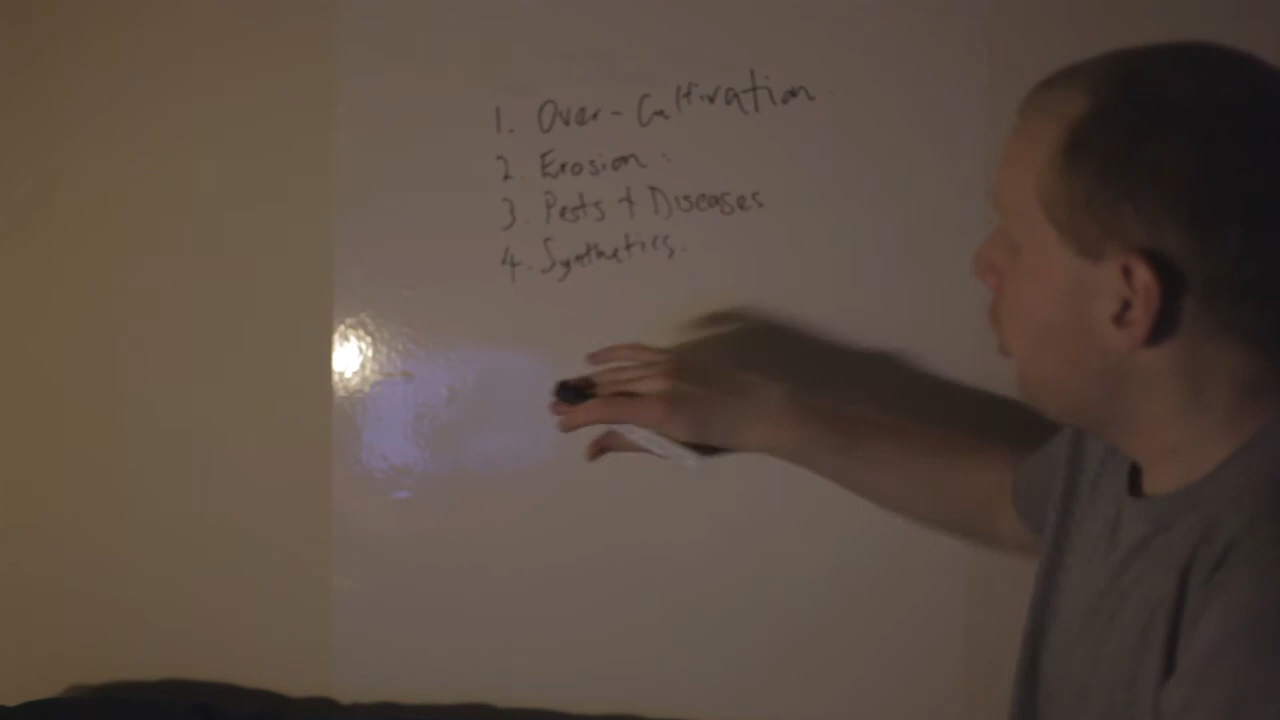 1. Over-Cultivation.
2. Erosion:
3. Pests + Diseases
4. Synthetics.